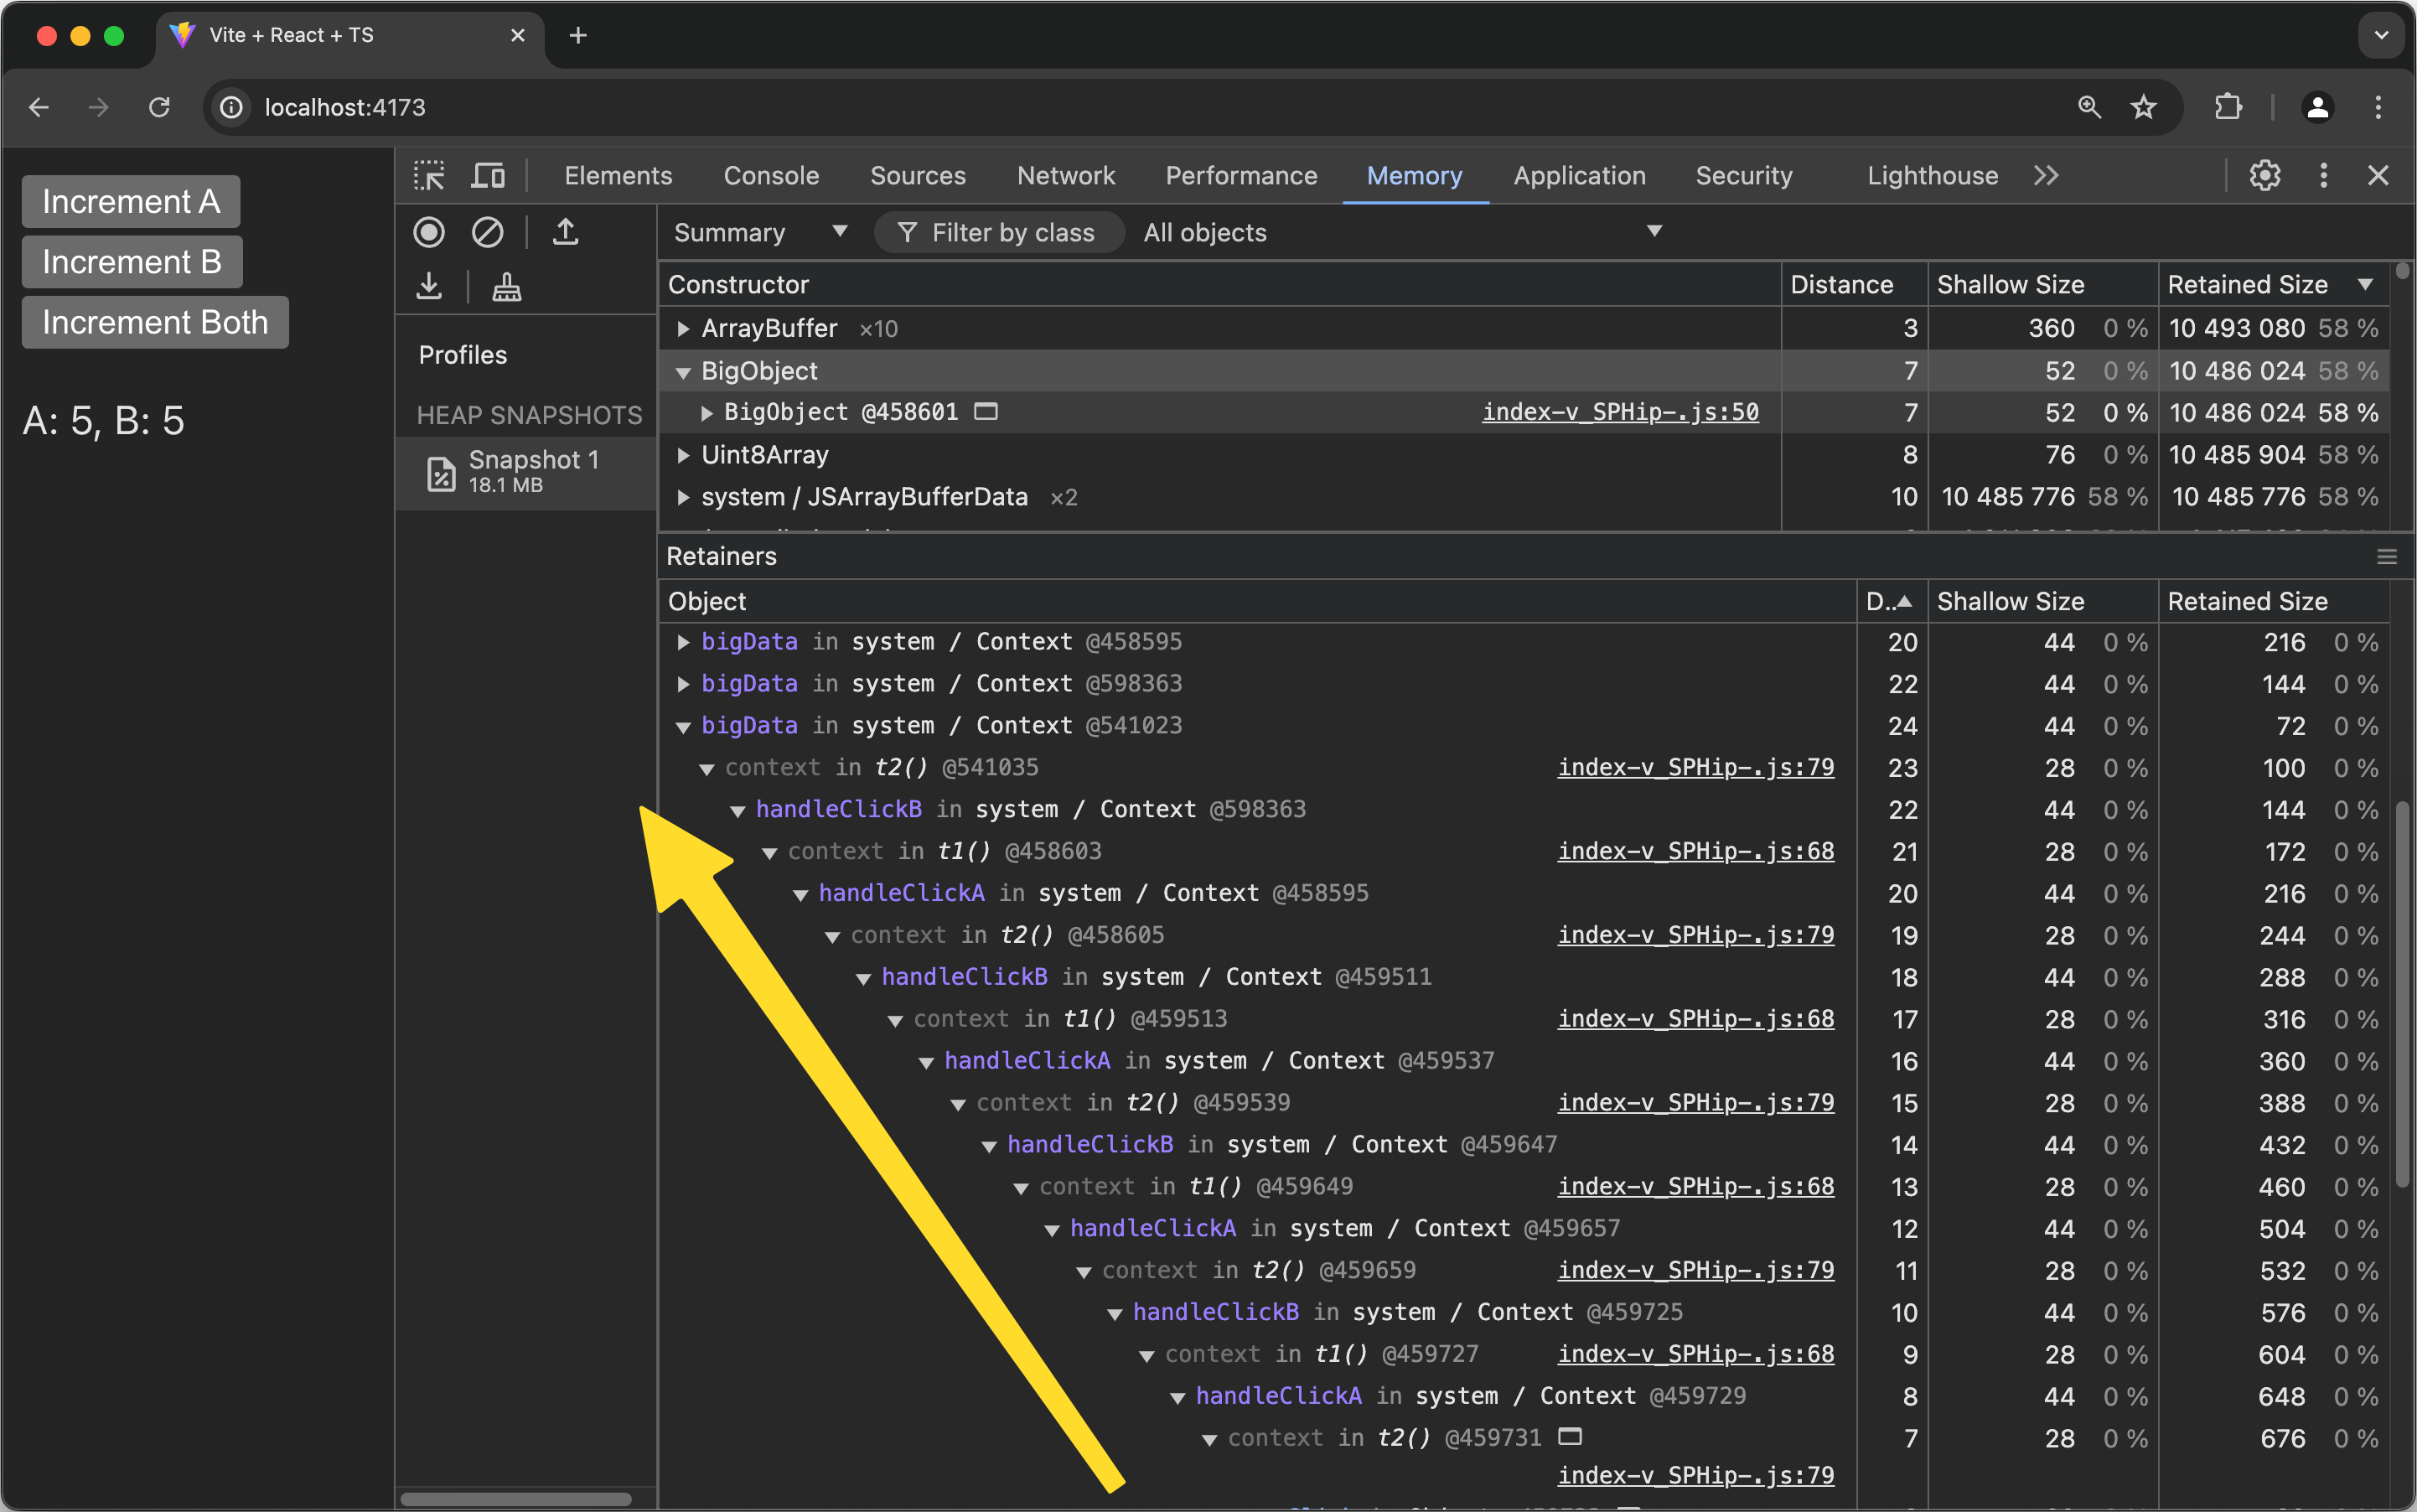 Vite + React + TS
localhost:4173
Increment A
Increment B
Increment Both
A: 5, B: 5
Elements Console Sources Network Performance Memory Application Security Lighthouse
Profiles
HEAP SNAPSHOTS
Snapshot 1
18.1 MB
Summary Filter by class All objects
Constructor Distance Shallow Size Retained Size
ArrayBuffer ×10 3 360 0 % 10 493 080 58 %
BigObject 7 52 0 % 10 486 024 58 %
BigObject @458601 index-v_SPHip-.js:50 7 52 0 % 10 486 024 58 %
Uint8Array 8 76 0 % 10 485 904 58 %
system / JSArrayBufferData ×2 10 10 485 776 58 % 10 485 776 58 %
Retainers
Object D.. Shallow Size Retained Size
bigData in system / Context @458595 20 44 0 % 216 0 %
bigData in system / Context @598363 22 44 0 % 144 0 %
bigData in system / Context @541023 24 44 0 % 72 0 %
context in t2() @541035 index-v_SPHip-.js:79 23 28 0 % 100 0 %
handleClickB in system / Context @598363 22 44 0 % 144 0 %
context in t1() @458603 index-v_SPHip-.js:68 21 28 0 % 172 0 %
handleClickA in system / Context @458595 20 44 0 % 216 0 %
context in t2() @458605 index-v_SPHip-.js:79 19 28 0 % 244 0 %
handleClickB in system / Context @459511 18 44 0 % 288 0 %
context in t1() @459513 index-v_SPHip-.js:68 17 28 0 % 316 0 %
handleClickA in system / Context @459537 16 44 0 % 360 0 %
context in t2() @459539 index-v_SPHip-.js:79 15 28 0 % 388 0 %
handleClickB in system / Context @459647 14 44 0 % 432 0 %
context in t1() @459649 index-v_SPHip-.js:68 13 28 0 % 460 0 %
handleClickA in system / Context @459657 12 44 0 % 504 0 %
context in t2() @459659 index-v_SPHip-.js:79 11 28 0 % 532 0 %
handleClickB in system / Context @459725 10 44 0 % 576 0 %
context in t1() @459727 index-v_SPHip-.js:68 9 28 0 % 604 0 %
handleClickA in system / Context @459729 8 44 0 % 648 0 %
context in t2() @459731 7 28 0 % 676 0 %
index-v_SPHip-.js:79